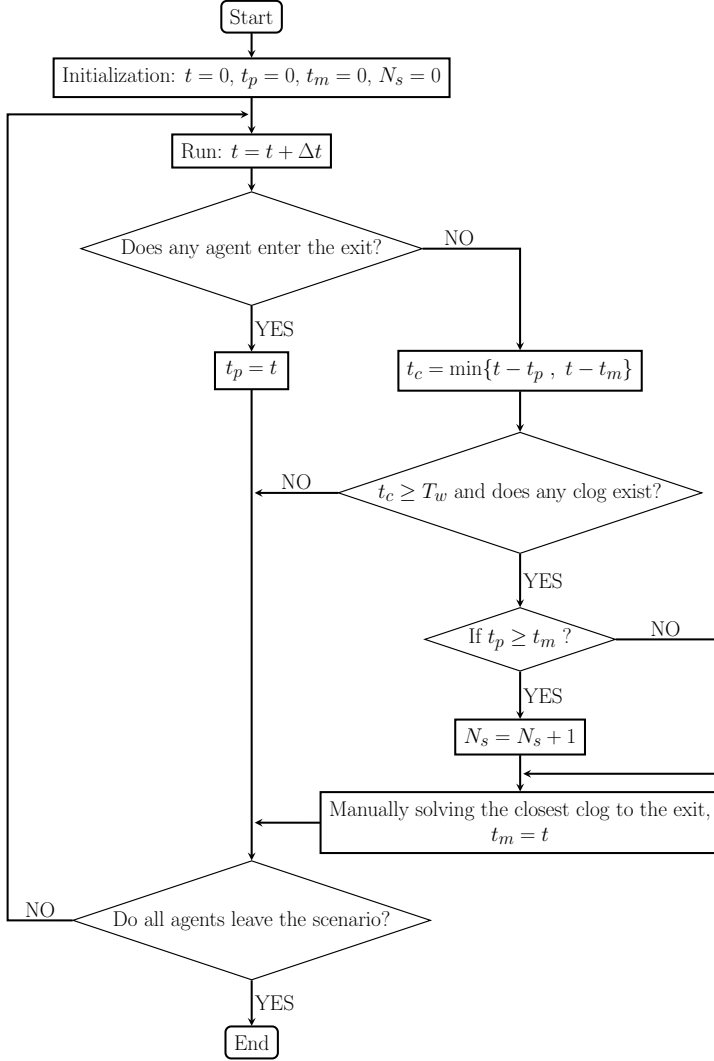 Start
Initialization: $t = 0$, $t_p = 0$, $t_m = 0$, $N_s = 0$
Run: $t = t + \Delta t$
Does any agent enter the exit?
NO
YES
$t_p = t$
$t_c = \min\{t - t_p \ , \ t - t_m\}$
$t_c \geq T_w$ and does any clog exist?
NO
YES
If $t_p \geq t_m$ ?
NO
YES
$N_s = N_s + 1$
Manually solving the closest clog to the exit,
$t_m = t$
Do all agents leave the scenario?
NO
YES
End